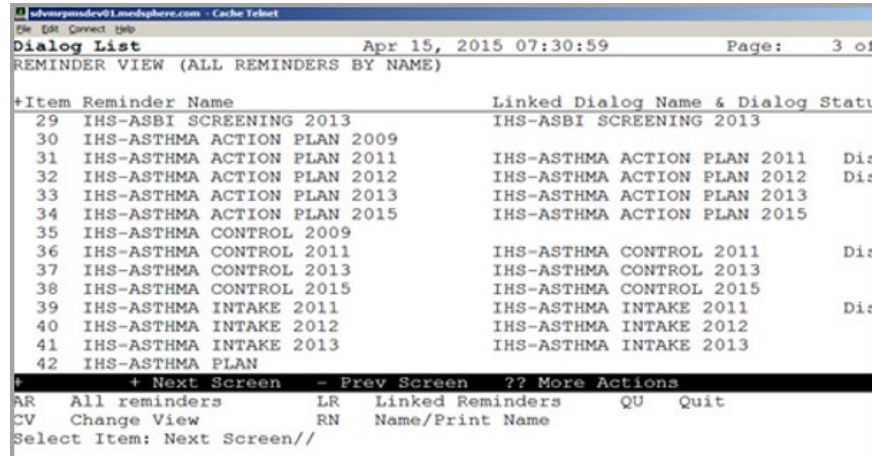 sdvmrpmsdev01.medsphere.com - Cache Telnet
File Edit Connect Help
Dialog List Apr 15, 2015 07:30:59 Page: 3 of
REMINDER VIEW (ALL REMINDERS BY NAME)
+Item Reminder Name Linked Dialog Name & Dialog Statu
29 IHS-ASBI SCREENING 2013 IHS-ASBI SCREENING 2013
30 IHS-ASTHMA ACTION PLAN 2009
31 IHS-ASTHMA ACTION PLAN 2011 IHS-ASTHMA ACTION PLAN 2011 Dis
32 IHS-ASTHMA ACTION PLAN 2012 IHS-ASTHMA ACTION PLAN 2012 Dis
33 IHS-ASTHMA ACTION PLAN 2013 IHS-ASTHMA ACTION PLAN 2013
34 IHS-ASTHMA ACTION PLAN 2015 IHS-ASTHMA ACTION PLAN 2015
35 IHS-ASTHMA CONTROL 2009
36 IHS-ASTHMA CONTROL 2011 IHS-ASTHMA CONTROL 2011 Dis
37 IHS-ASTHMA CONTROL 2013 IHS-ASTHMA CONTROL 2013
38 IHS-ASTHMA CONTROL 2015 IHS-ASTHMA CONTROL 2015
39 IHS-ASTHMA INTAKE 2011 IHS-ASTHMA INTAKE 2011 Dis
40 IHS-ASTHMA INTAKE 2012 IHS-ASTHMA INTAKE 2012
41 IHS-ASTHMA INTAKE 2013 IHS-ASTHMA INTAKE 2013
42 IHS-ASTHMA PLAN
+ + Next Screen - Prev Screen ?? More Actions
AR All reminders LR Linked Reminders QU Quit
CV Change View RN Name/Print Name
Select Item: Next Screen//